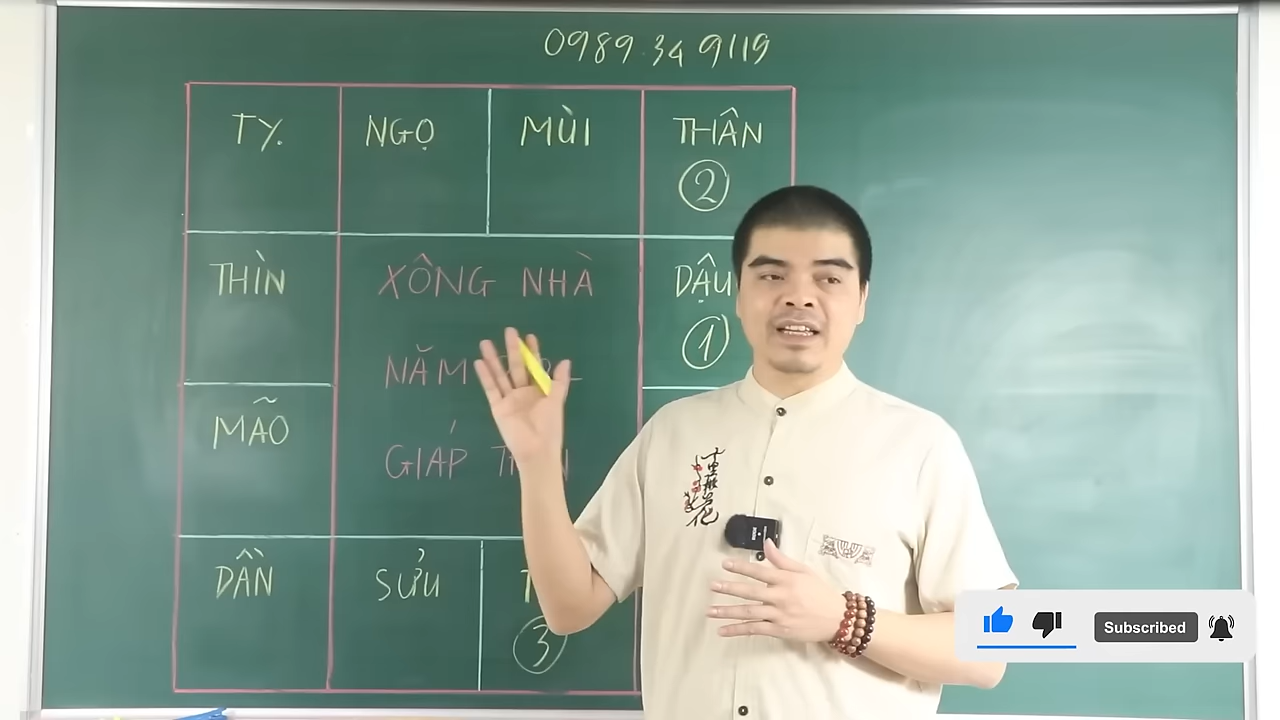 0989.34 9119
TỴ. NGỌ MÙI THÂN
2
THÌN XÔNG NHÀ DẬU
1
NĂM
MÃO
GIÁP
DẦN SỬU
3
Subscribed